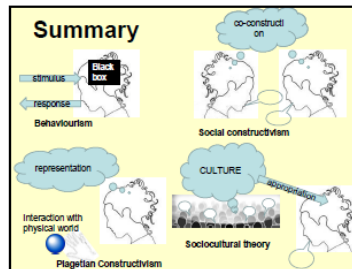 Summary
co-constructi
on
Black
box
stimulus
response
Behaviourism
Social constructivism
representation
CULTURE
appropriation
Interaction with
physical world
Sociocultural theory
Piagetian Constructivism